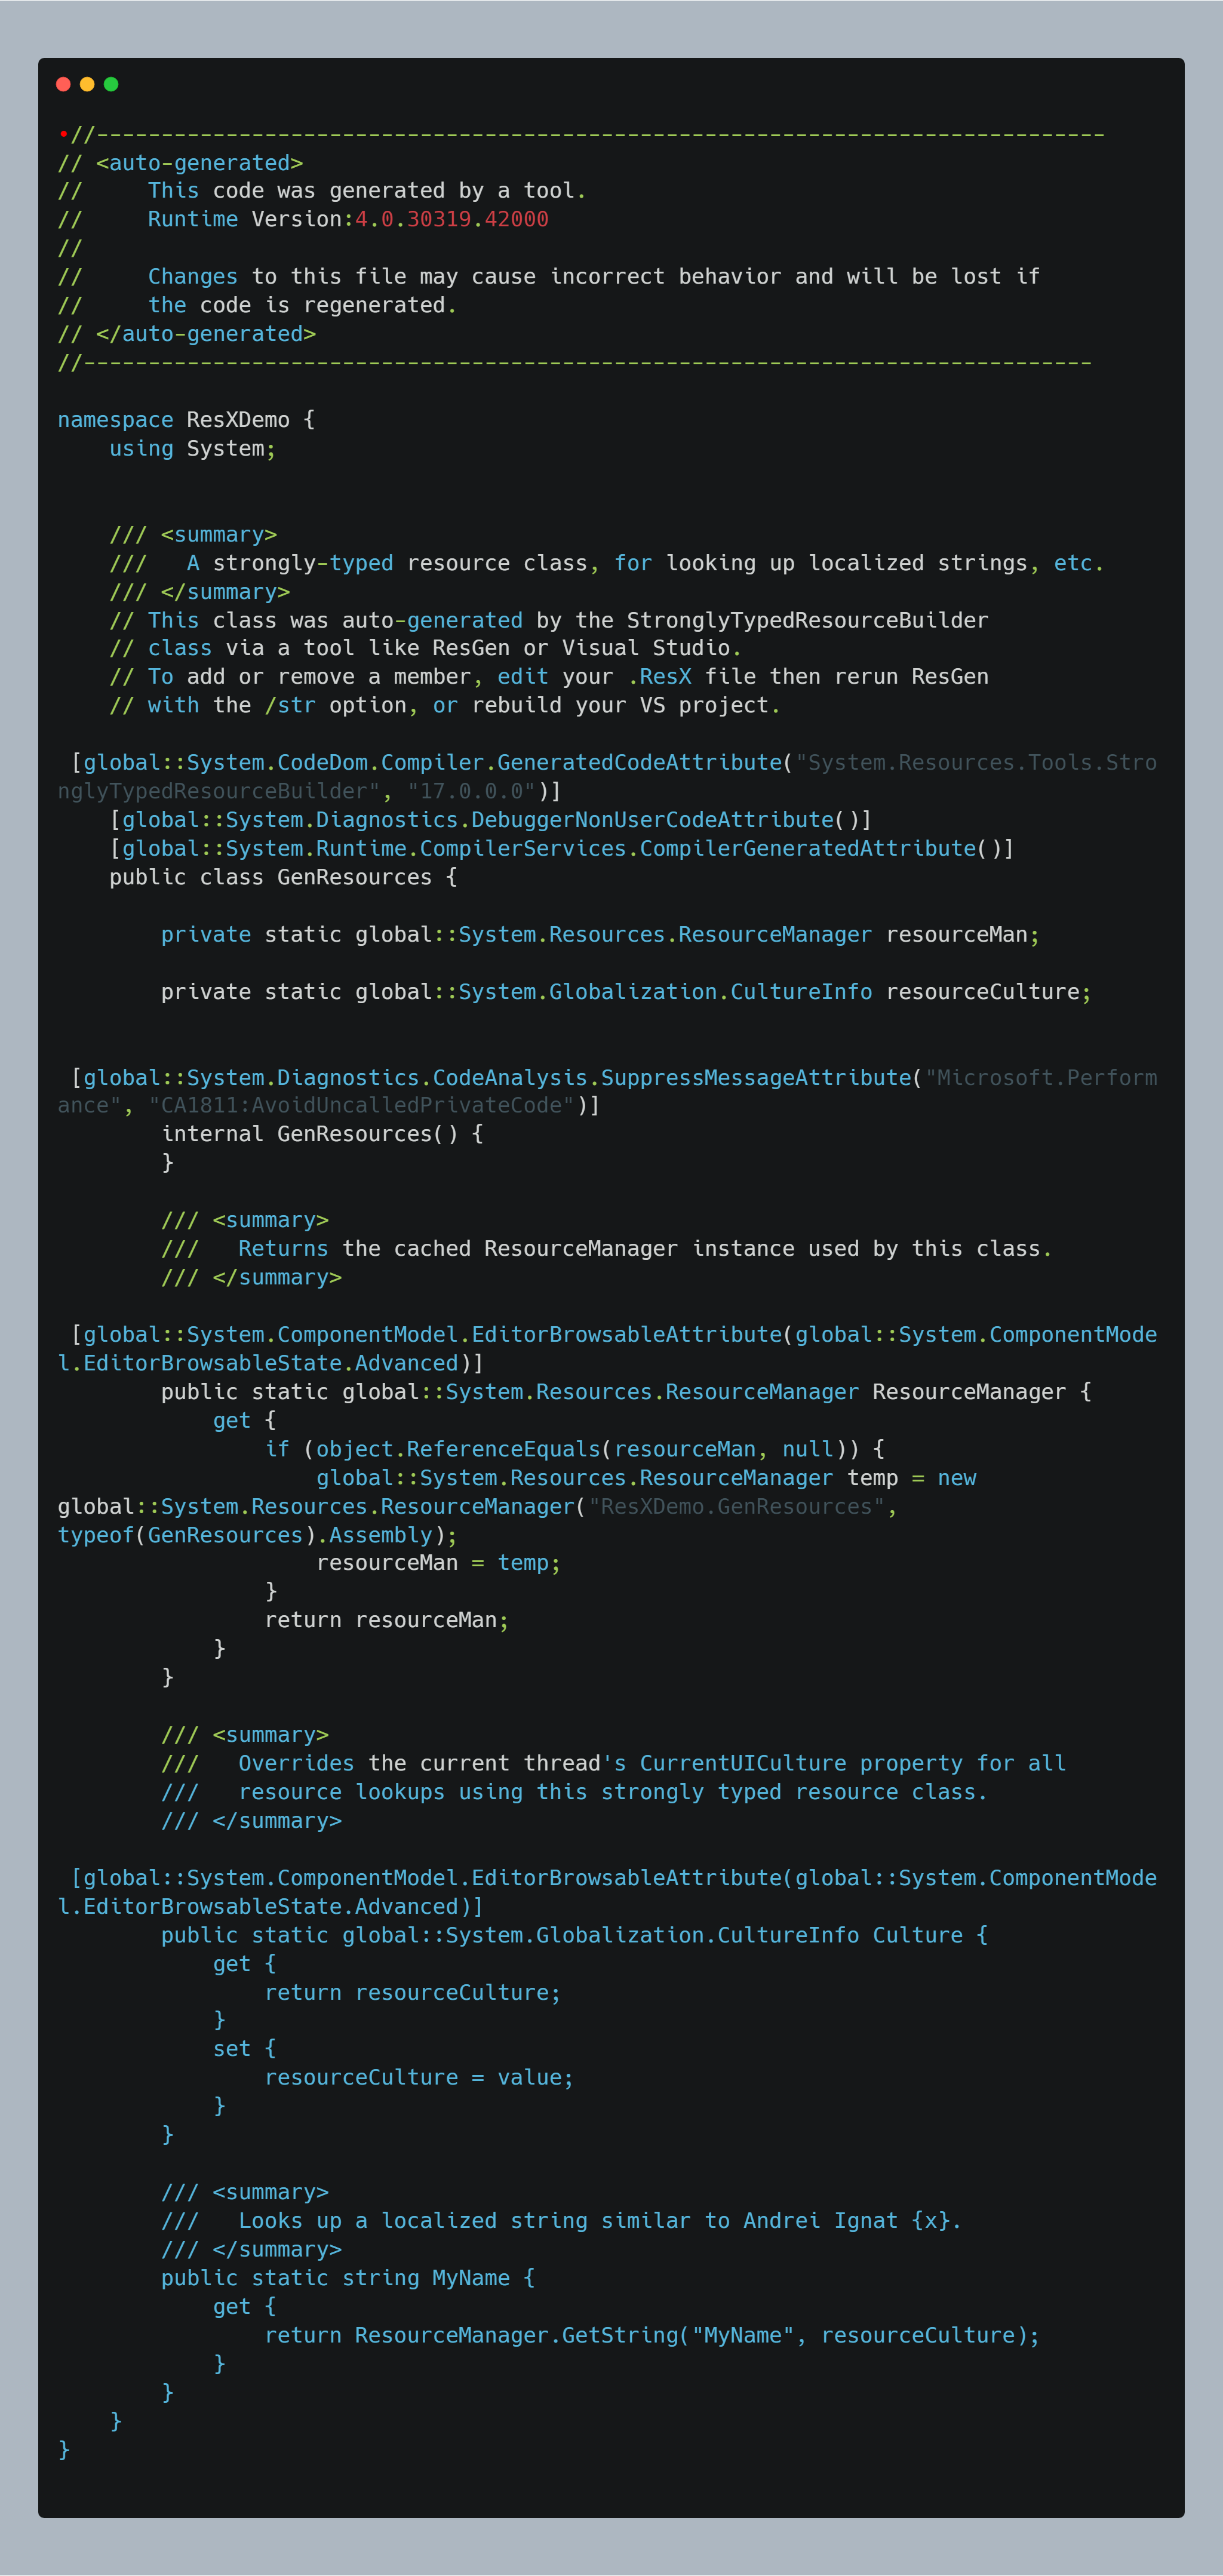 •//------------------------------------------------------------------------------
// <auto-generated>
//     This code was generated by a tool.
//     Runtime Version:4.0.30319.42000
//
//     Changes to this file may cause incorrect behavior and will be lost if
//     the code is regenerated.
// </auto-generated>
//------------------------------------------------------------------------------

namespace ResXDemo {
    using System;


    /// <summary>
    ///   A strongly-typed resource class, for looking up localized strings, etc.
    /// </summary>
    // This class was auto-generated by the StronglyTypedResourceBuilder
    // class via a tool like ResGen or Visual Studio.
    // To add or remove a member, edit your .ResX file then rerun ResGen
    // with the /str option, or rebuild your VS project.

 [global::System.CodeDom.Compiler.GeneratedCodeAttribute("System.Resources.Tools.Stro
nglyTypedResourceBuilder", "17.0.0.0")]
    [global::System.Diagnostics.DebuggerNonUserCodeAttribute()]
    [global::System.Runtime.CompilerServices.CompilerGeneratedAttribute()]
    public class GenResources {

        private static global::System.Resources.ResourceManager resourceMan;

        private static global::System.Globalization.CultureInfo resourceCulture;


 [global::System.Diagnostics.CodeAnalysis.SuppressMessageAttribute("Microsoft.Perform
ance", "CA1811:AvoidUncalledPrivateCode")]
        internal GenResources() {
        }

        /// <summary>
        ///   Returns the cached ResourceManager instance used by this class.
        /// </summary>

 [global::System.ComponentModel.EditorBrowsableAttribute(global::System.ComponentMode
l.EditorBrowsableState.Advanced)]
        public static global::System.Resources.ResourceManager ResourceManager {
            get {
                if (object.ReferenceEquals(resourceMan, null)) {
                    global::System.Resources.ResourceManager temp = new
global::System.Resources.ResourceManager("ResXDemo.GenResources",
typeof(GenResources).Assembly);
                    resourceMan = temp;
                }
                return resourceMan;
            }
        }

        /// <summary>
        ///   Overrides the current thread's CurrentUICulture property for all
        ///   resource lookups using this strongly typed resource class.
        /// </summary>

 [global::System.ComponentModel.EditorBrowsableAttribute(global::System.ComponentMode
l.EditorBrowsableState.Advanced)]
        public static global::System.Globalization.CultureInfo Culture {
            get {
                return resourceCulture;
            }
            set {
                resourceCulture = value;
            }
        }

        /// <summary>
        ///   Looks up a localized string similar to Andrei Ignat {x}.
        /// </summary>
        public static string MyName {
            get {
                return ResourceManager.GetString("MyName", resourceCulture);
            }
        }
    }
}